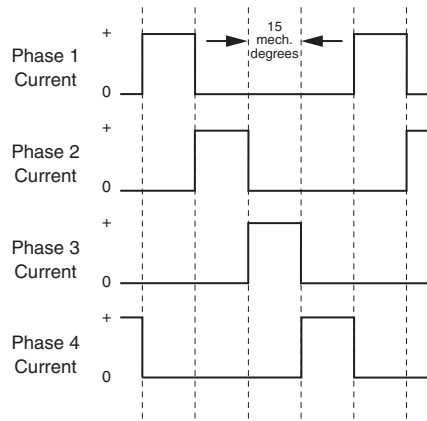 15
mech.
degrees
Phase 1
Current
+
0
Phase 2
Current
+
0
Phase 3
Current
+
0
Phase 4
Current
+
0